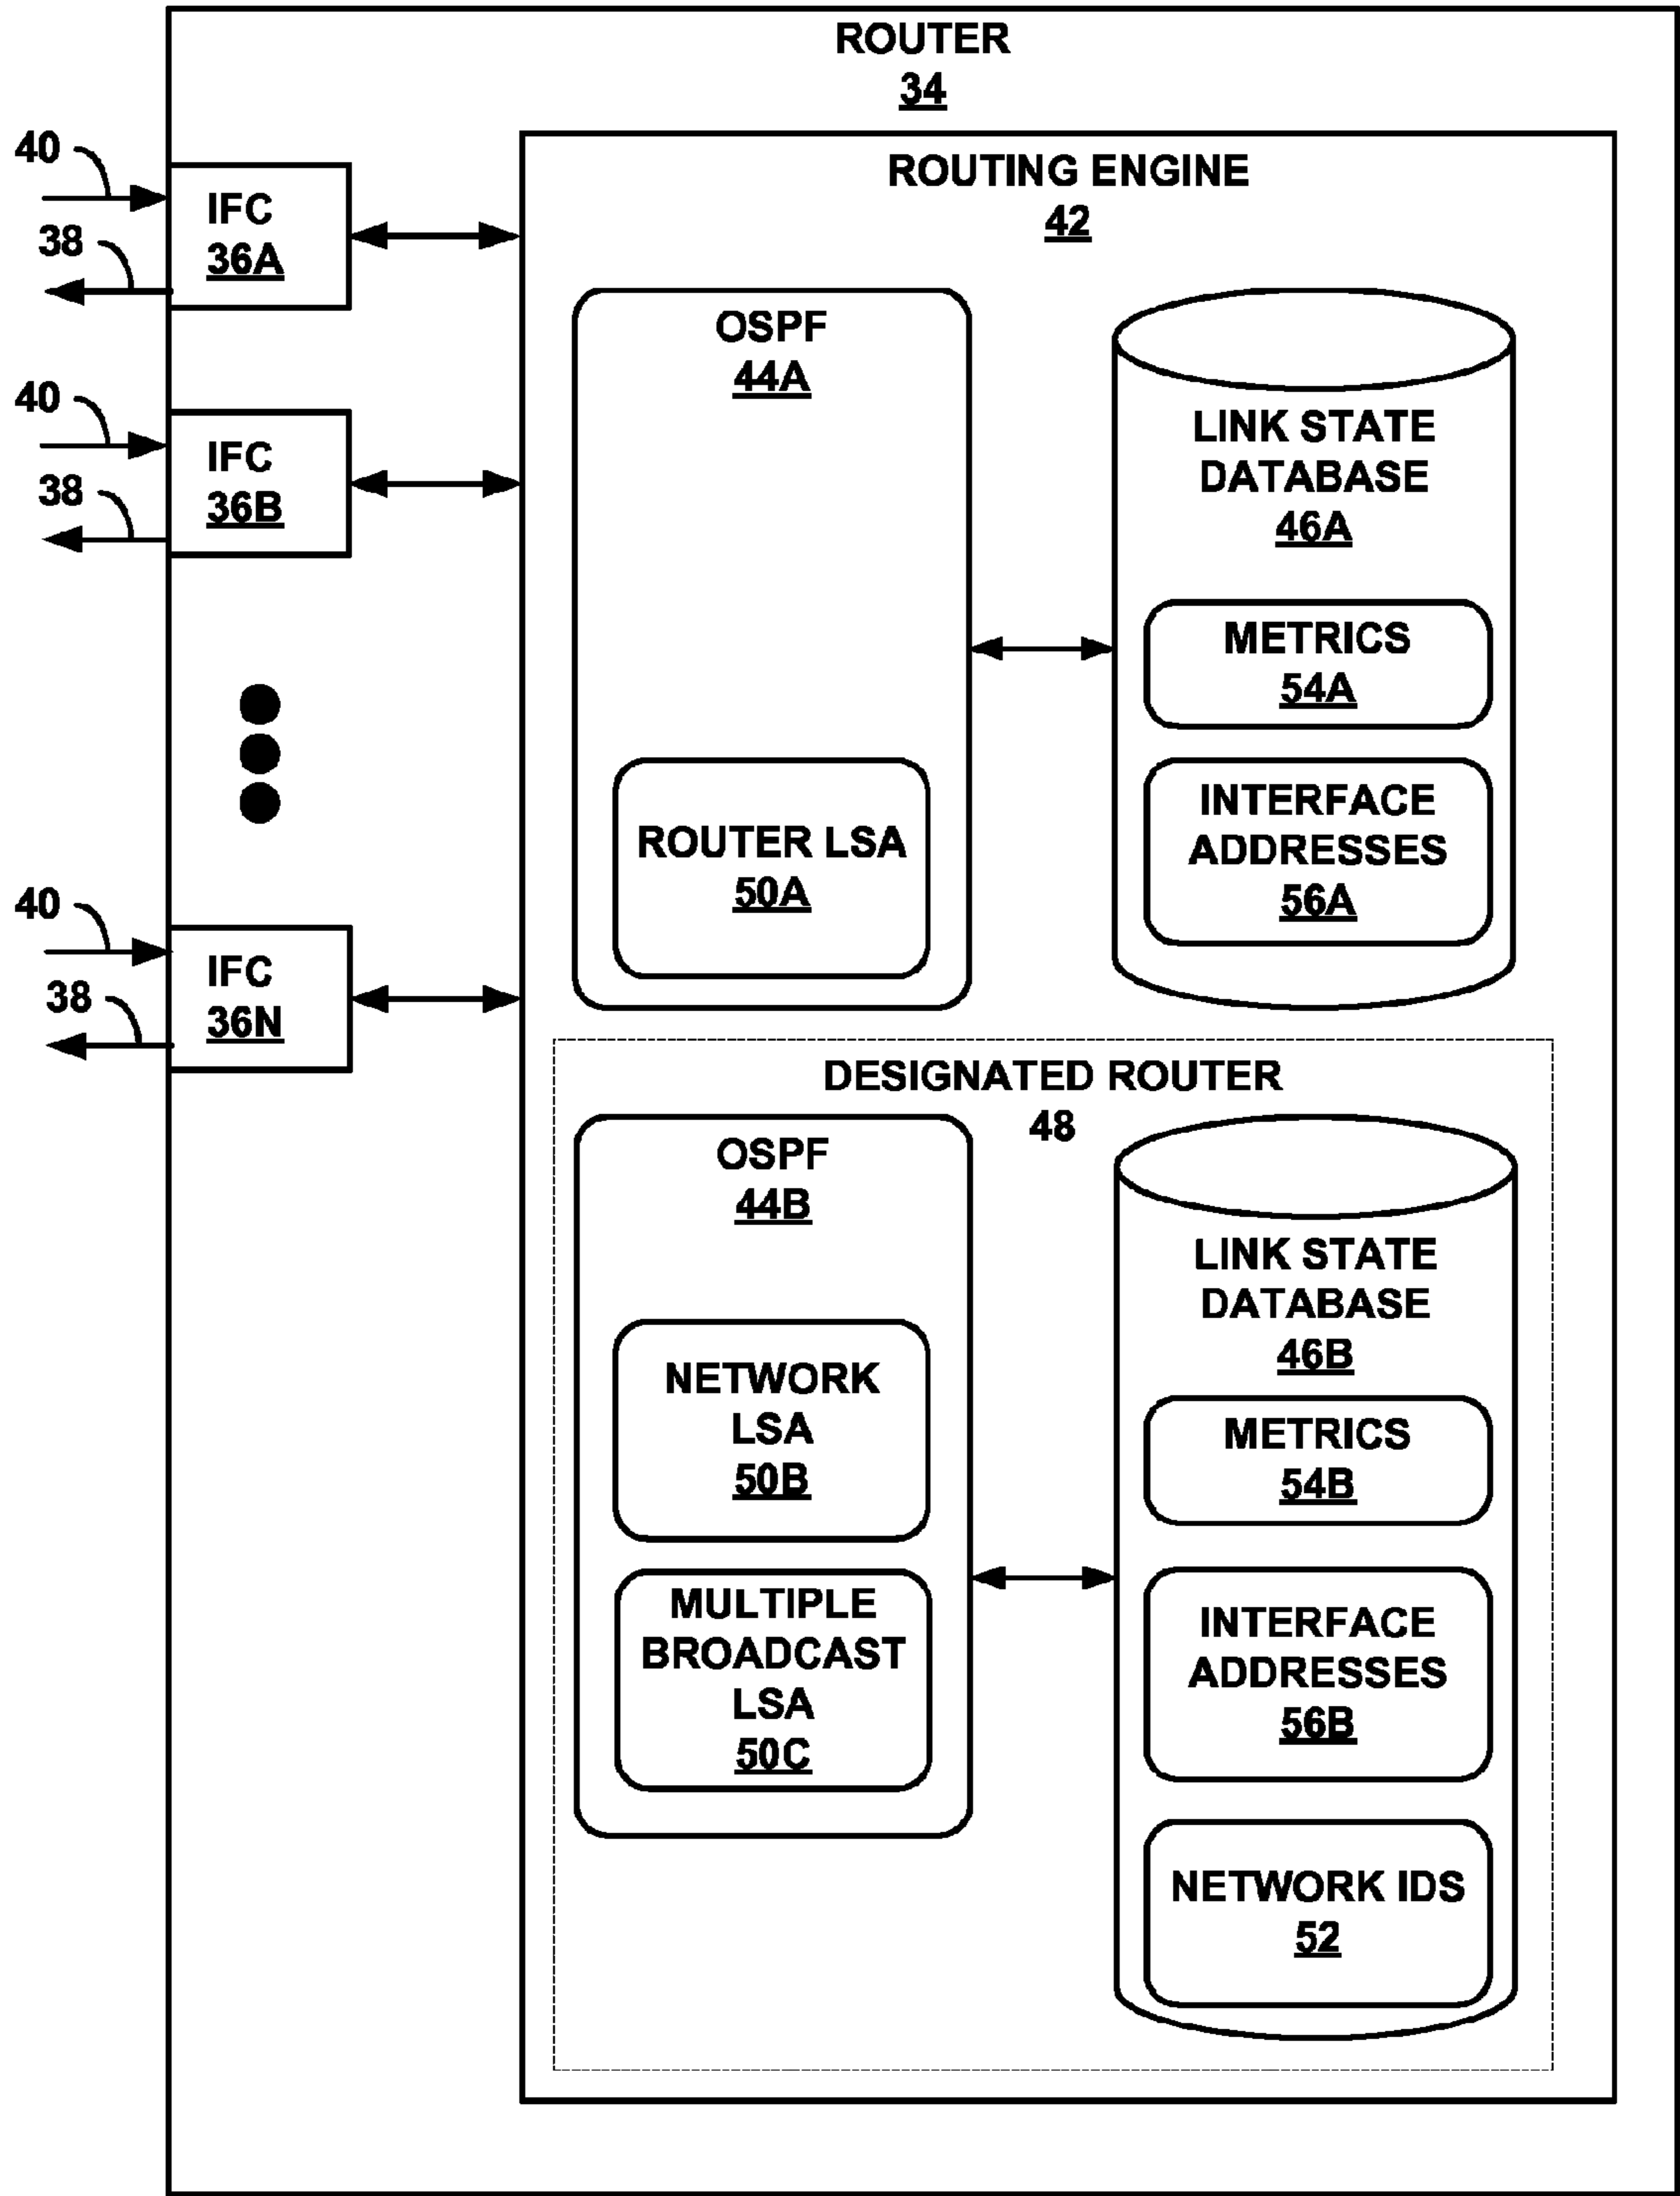 ROUTER
34
40
38
IFC
36A
40
38
IFC
36B
40
38
IFC
36N
ROUTING ENGINE
42
OSPF
44A
ROUTER LSA
50A
LINK STATE
DATABASE
46A
METRICS
54A
INTERFACE
ADDRESSES
56A
DESIGNATED ROUTER
48
OSPF
44B
NETWORK
LSA
50B
MULTIPLE
BROADCAST
LSA
50C
LINK STATE
DATABASE
46B
METRICS
54B
INTERFACE
ADDRESSES
56B
NETWORK IDS
52